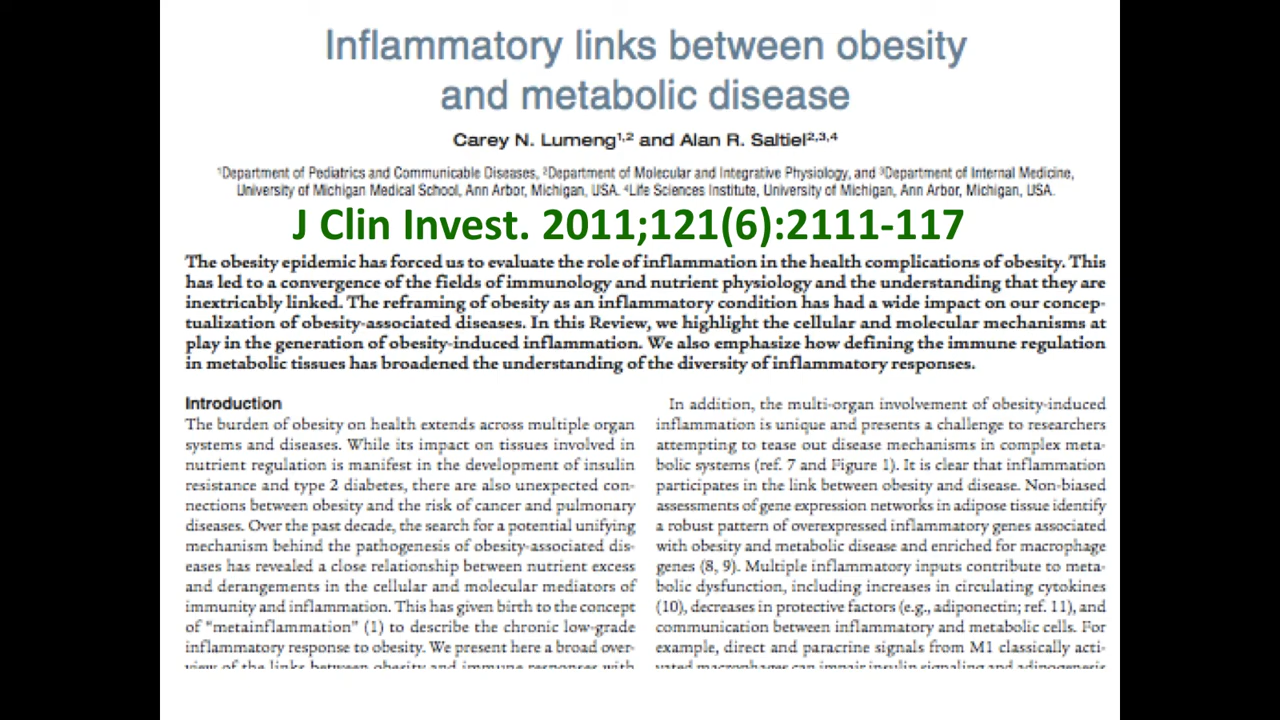 Inflammatory links between obesity
and metabolic disease
Carey N. Lumeng1,2 and Alan R. Saltiel2,3,4
1Department of Pediatrics and Communicable Diseases, 2Department of Molecular and Integrative Physiology, and 3Department of Internal Medicine,
University of Michigan Medical School, Ann Arbor, Michigan, USA. 4Life Sciences Institute, University of Michigan, Ann Arbor, Michigan, USA.
J Clin Invest. 2011;121(6):2111-117
The obesity epidemic has forced us to evaluate the role of inflammation in the health complications of obesity. This
has led to a convergence of the fields of immunology and nutrient physiology and the understanding that they are
inextricably linked. The reframing of obesity as an inflammatory condition has had a wide impact on our concep-
tualization of obesity-associated diseases. In this Review, we highlight the cellular and molecular mechanisms at
play in the generation of obesity-induced inflammation. We also emphasize how defining the immune regulation
in metabolic tissues has broadened the understanding of the diversity of inflammatory responses.
Introduction
The burden of obesity on health extends across multiple organ
systems and diseases. While its impact on tissues involved in
nutrient regulation is manifest in the development of insulin
resistance and type 2 diabetes, there are also unexpected con-
nections between obesity and the risk of cancer and pulmonary
diseases. Over the past decade, the search for a potential unifying
mechanism behind the pathogenesis of obesity-associated dis-
eases has revealed a close relationship between nutrient excess
and derangements in the cellular and molecular mediators of
immunity and inflammation. This has given birth to the concept
of "metainflammation" (1) to describe the chronic low-grade
inflammatory response to obesity. We present here a broad over-
view of the links between obesity and immune responses with
In addition, the multi-organ involvement of obesity-induced
inflammation is unique and presents a challenge to researchers
attempting to tease out disease mechanisms in complex meta-
bolic systems (ref. 7 and Figure 1). It is clear that inflammation
participates in the link between obesity and disease. Non-biased
assessments of gene expression networks in adipose tissue identify
a robust pattern of overexpressed inflammatory genes associated
with obesity and metabolic disease and enriched for macrophage
genes (8, 9). Multiple inflammatory inputs contribute to meta-
bolic dysfunction, including increases in circulating cytokines
(10), decreases in protective factors (e.g., adiponectin; ref. 11), and
communication between inflammatory and metabolic cells. For
example, direct and paracrine signals from M1 classically acti-
vated macrophages can impair insulin signaling and adipogenesis